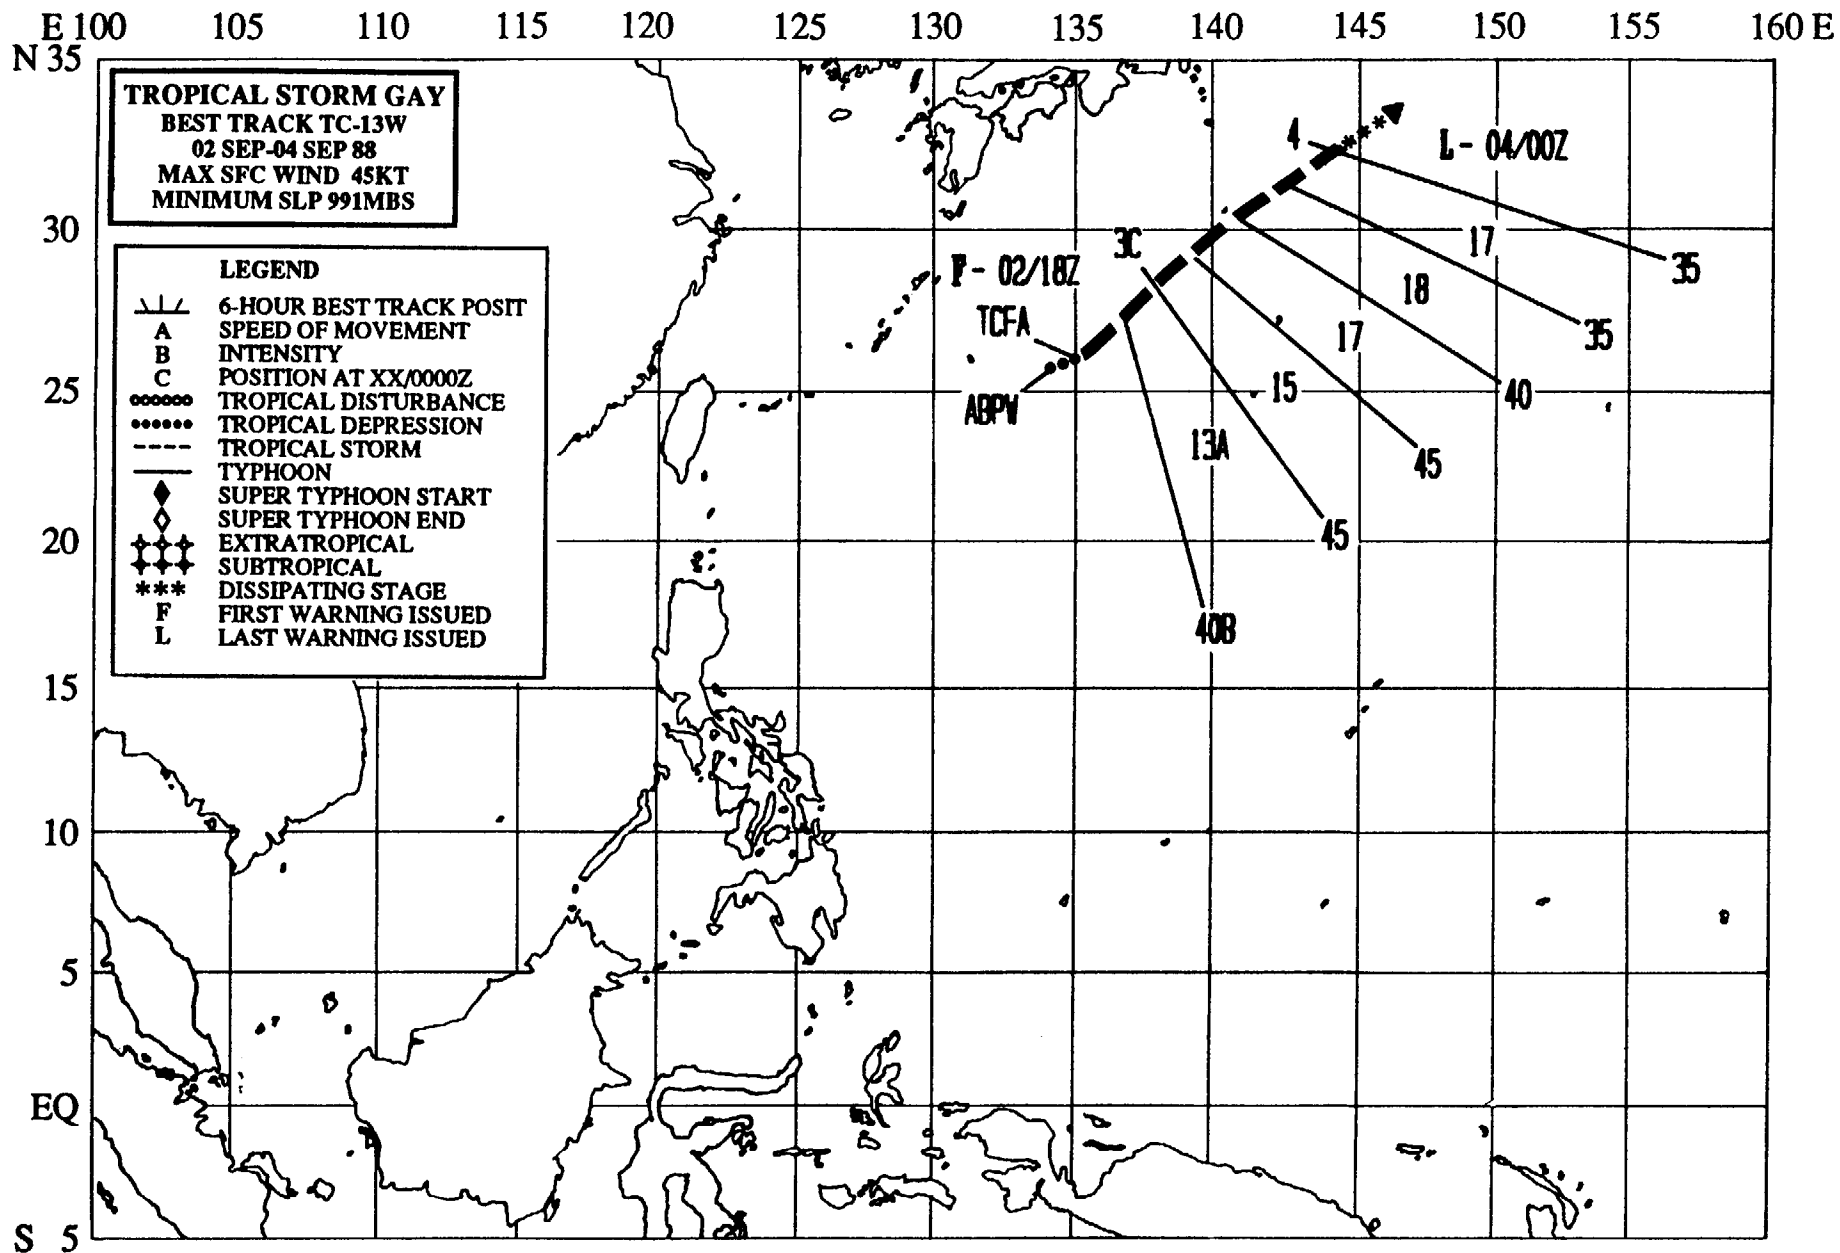 E 100 105 110 115 120 125 130 135 140 145 150 155 160 E
N 35
TROPICAL STORM GAY
BEST TRACK TC-13W
02 SEP-04 SEP 88
MAX SFC WIND 45KT
MINIMUM SLP 991MBS
4
L - 04/00Z
30
3C
17
LEGEND
F - 02/18Z
35
6-HOUR BEST TRACK POSIT
18
A SPEED OF MOVEMENT
TCFA
17
35
B INTENSITY
C POSITION AT XX/0000Z
25
15
40
TROPICAL DISTURBANCE
ABPW
TROPICAL DEPRESSION
TROPICAL STORM
13A
45
TYPHOON
SUPER TYPHOON START
SUPER TYPHOON END
45
20
EXTRATROPICAL
SUBTROPICAL
*** DISSIPATING STAGE
F FIRST WARNING ISSUED
40B
L LAST WARNING ISSUED
15
10
5
EQ
S 5